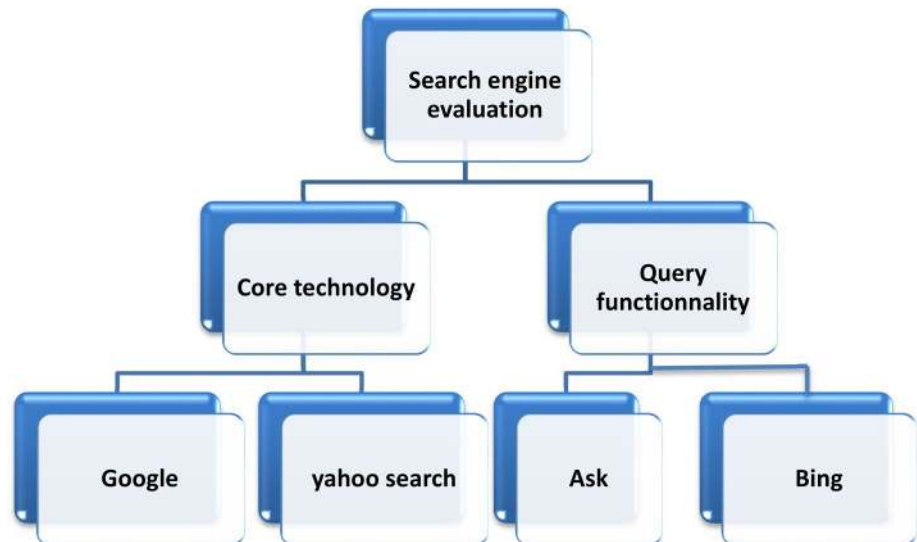 Search engine
evaluation
Core technology
Query
functionnality
Google
yahoo search
Ask
Bing